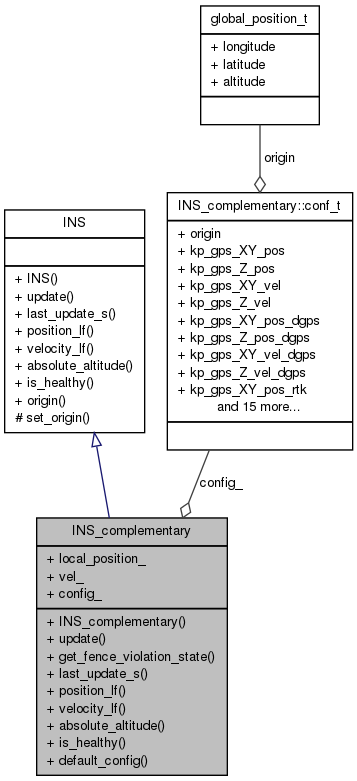 global_position_t
+ longitude
+ latitude
+ altitude
origin
INS_complementary::conf_t
+ origin
+ kp_gps_XY_pos
+ kp_gps_Z_pos
+ kp_gps_XY_vel
+ kp_gps_Z_vel
+ kp_gps_XY_pos_dgps
+ kp_gps_Z_pos_dgps
+ kp_gps_XY_vel_dgps
+ kp_gps_Z_vel_dgps
+ kp_gps_XY_pos_rtk
and 15 more...
INS
+ INS()
+ update()
+ last_update_s()
+ position_lf()
+ velocity_lf()
+ absolute_altitude()
+ is_healthy()
+ origin()
# set_origin()
config_
INS_complementary
+ local_position_
+ vel_
+ config_
+ INS_complementary()
+ update()
+ get_fence_violation_state()
+ last_update_s()
+ position_lf()
+ velocity_lf()
+ absolute_altitude()
+ is_healthy()
+ default_config()